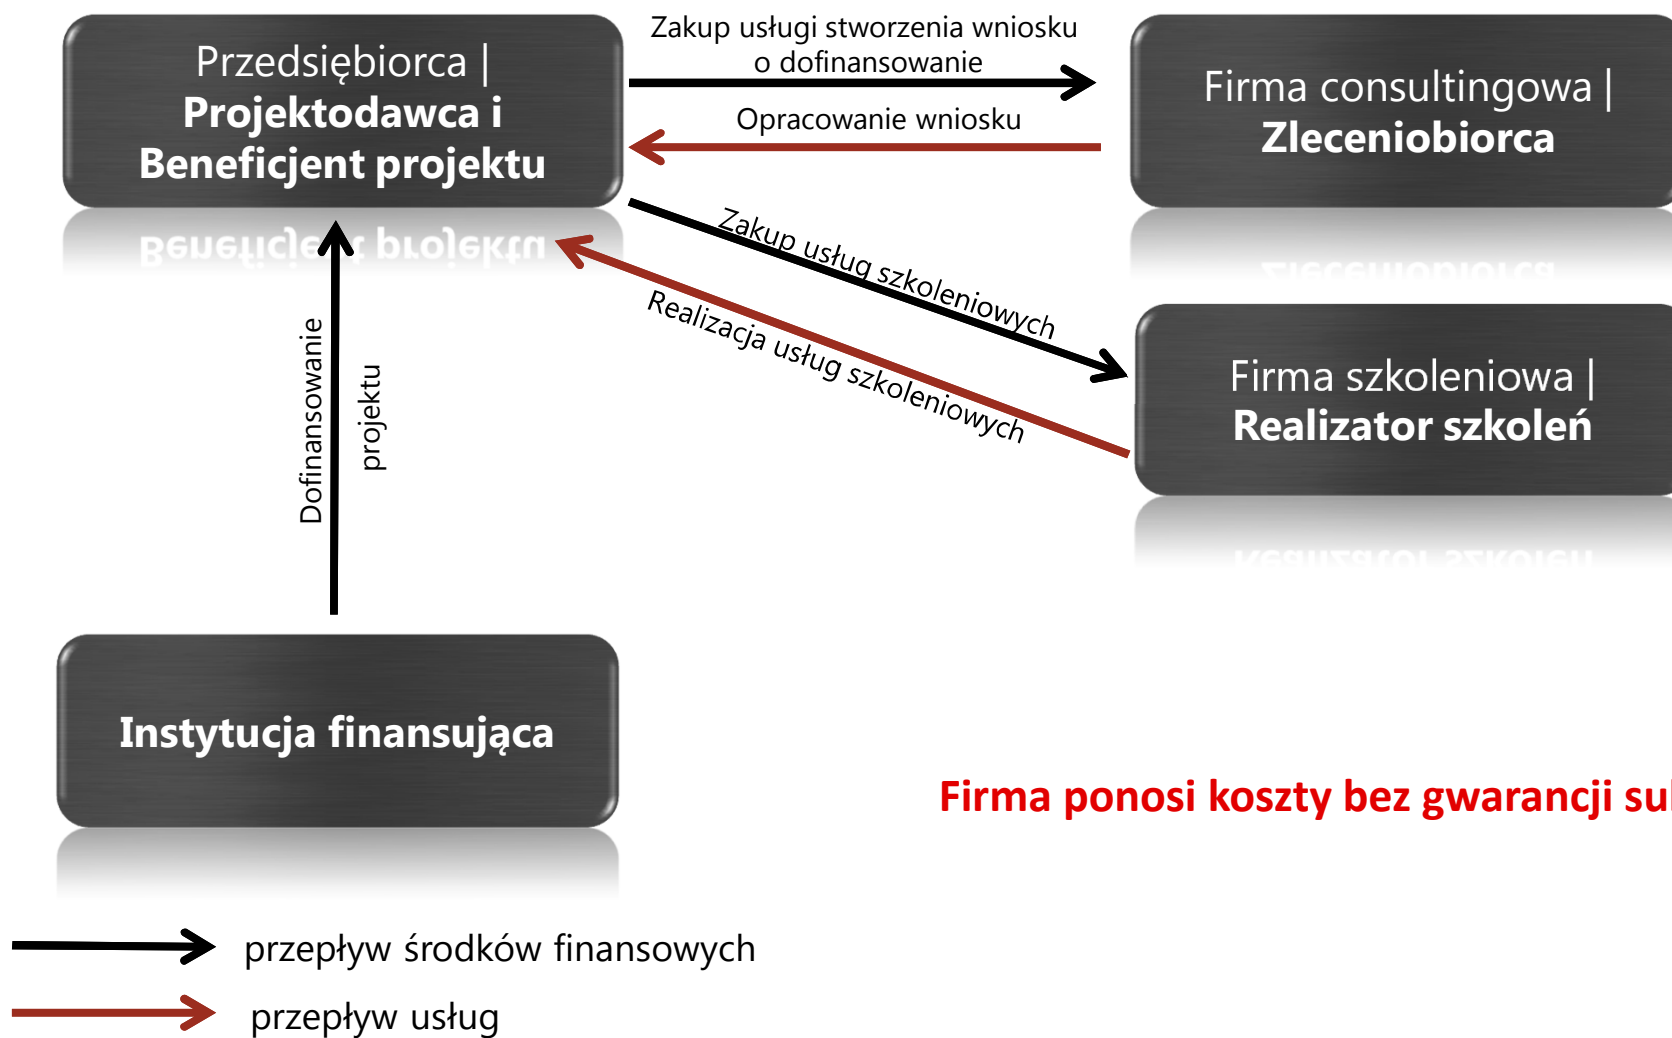 Przedsiębiorca |
Projektodawca i
Beneficjent projektu
Zakup usługi stworzenia wniosku
o dofinansowanie
Opracowanie wniosku
Firma consultingowa |
Zleceniobiorca
Zakup usług szkoleniowych
Realizacja usług szkoleniowych
Firma szkoleniowa |
Realizator szkoleń
Dofinansowanie
projektu
Instytucja finansująca
Firma ponosi koszty bez gwarancji
przepływ środków finansowych
przepływ usług